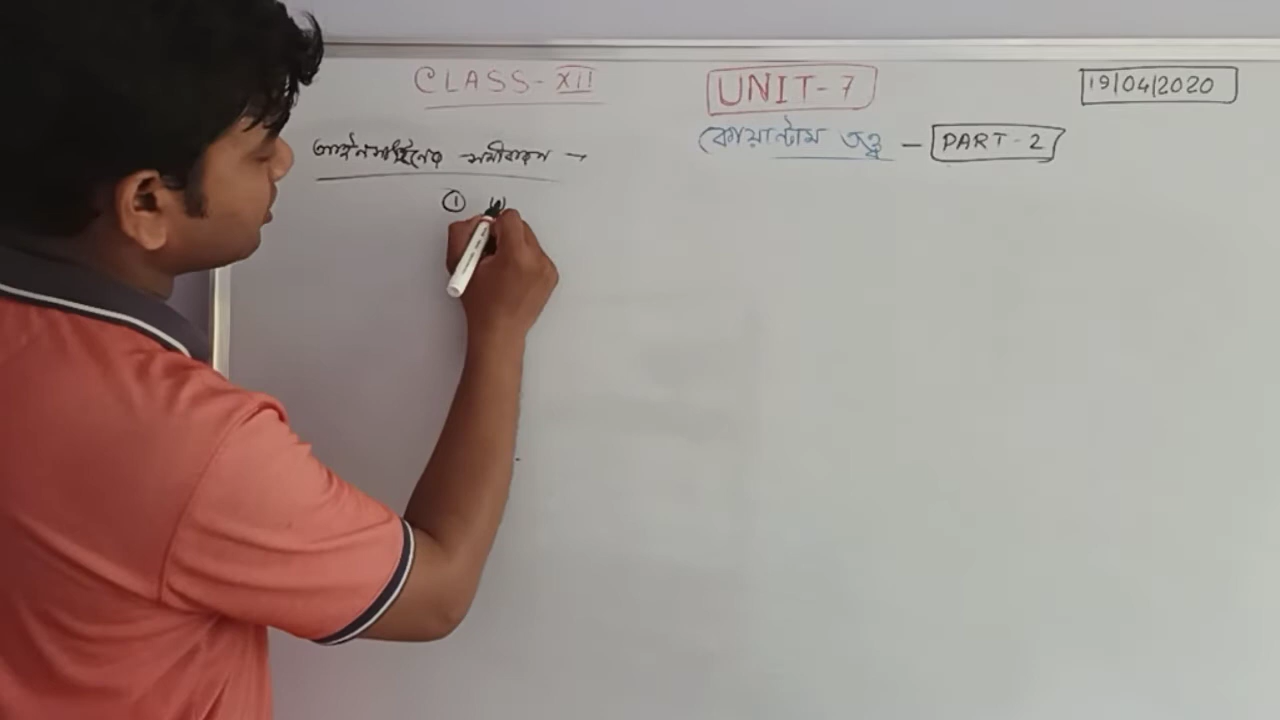 CLASS-XII
UNIT-7
19/04/2020
কোয়ান্টাম তত্ত্ব — PART-2
আইনস্টাইনের সমীকরণ →
①